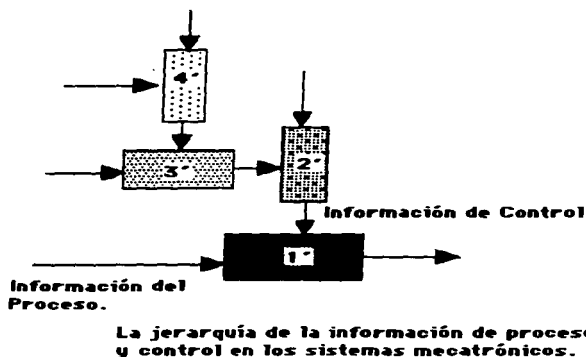 4´
3´
2´
Información de Control
1´
Información del
Proceso.
La jerarquía de la información de proceso
y control en los sistemas mecatrónicos.